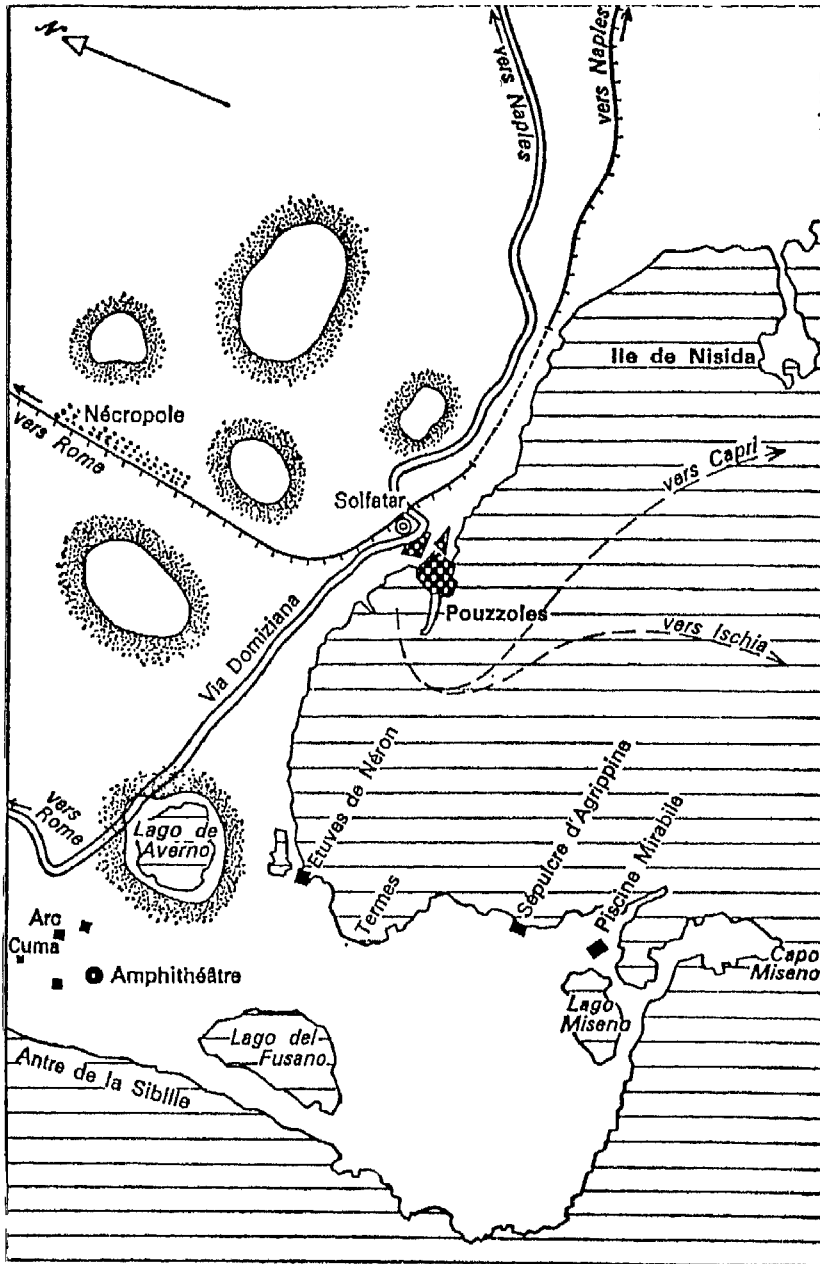 N
vers Naples
vers Naples
Ile de Nisida
Nécropole
vers Rome
vers Capri
Solfatar
Pouzzoles
vers Ischia
Via Domiziana
Etuves de Néron
Sépulcre d'Agrippine
Piscine Mirabile
vers
Rome
Lago de
Averno
Termes
Arc
Cuma
Amphithéâtre
Capo
Miseno
Lago
Miseno
Lago del
Fusano
Antre de la Sibille